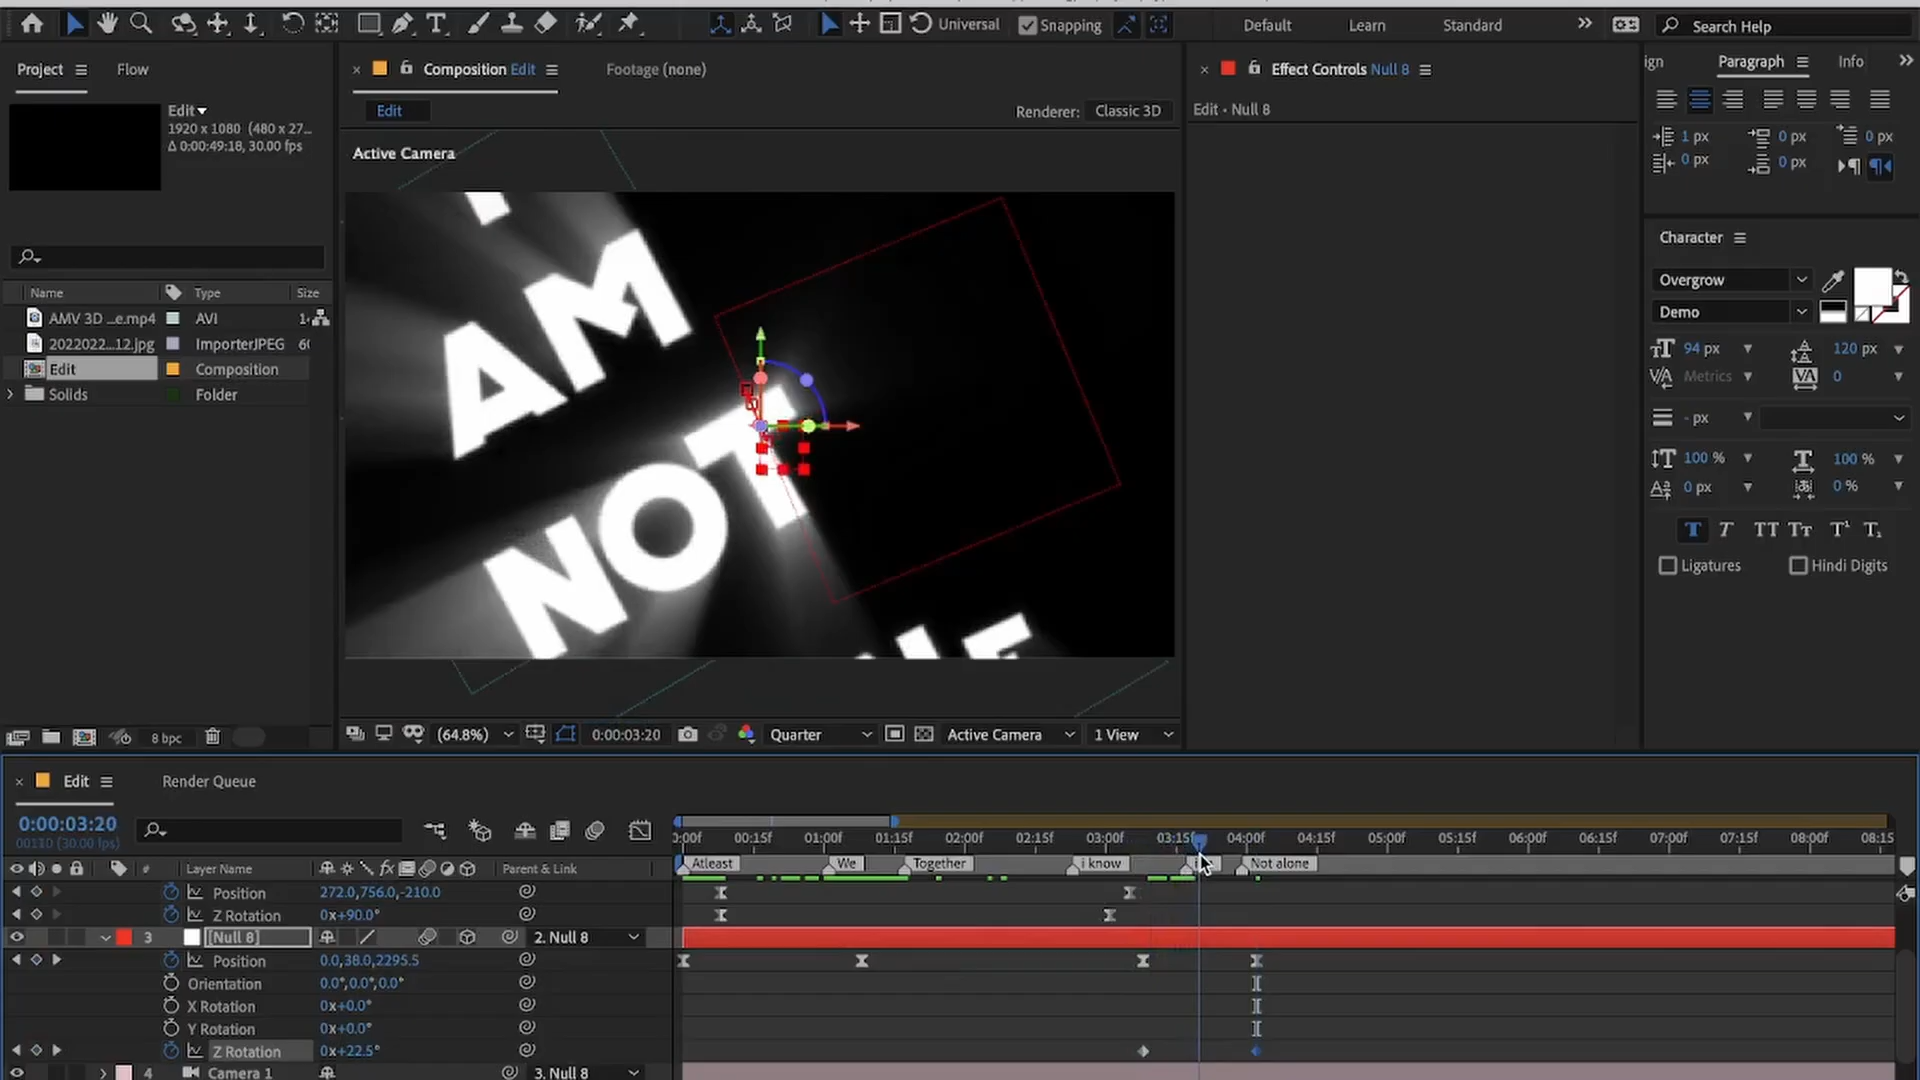 Universal
Snapping
Default
Learn
Standard
Search Help
Project
Flow
Composition Edit
Footage (none)
Effect Controls Null 8
ign
Paragraph
Info
Edit
1920 x 1080 (480 x 27...
Δ 0:00:49:18, 30.00 fps
Edit
Renderer:
Classic 3D
Edit • Null 8
1 px
0 px
0 px
0 px
0 px
Active Camera
AM
NOT
Character
Overgrow
Demo
94 px
120 px
Metrics
0
- px
100 %
100 %
0 px
0 %
T
T
TT
Tᴛ
T¹
T₁
Ligatures
Hindi Digits
Name
Type
Size
AMV 3D ...e.mp4
AVI
2022022...12.jpg
ImporterJPEG
Edit
Composition
Solids
Folder
8 bpc
(64.8%)
0:00:03:20
Quarter
Active Camera
1 View
Edit
Render Queue
0:00:03:20
00110 (30.00 fps)
0:00f
00:15f
01:00f
01:15f
02:00f
02:15f
03:00f
03:15f
04:00f
04:15f
05:00f
05:15f
06:00f
06:15f
07:00f
07:15f
08:00f
08:15
Atleast
We
Together
i know
Not alone
#
Layer Name
fx
Parent & Link
Position
272.0,756.0,-210.0
Z Rotation
0x+90.0°
3
[Null 8]
2. Null 8
Position
0.0,38.0,2295.5
Orientation
0.0°,0.0°,0.0°
X Rotation
0x+0.0°
Y Rotation
0x+0.0°
Z Rotation
0x+22.5°
4
Camera 1
3. Null 8